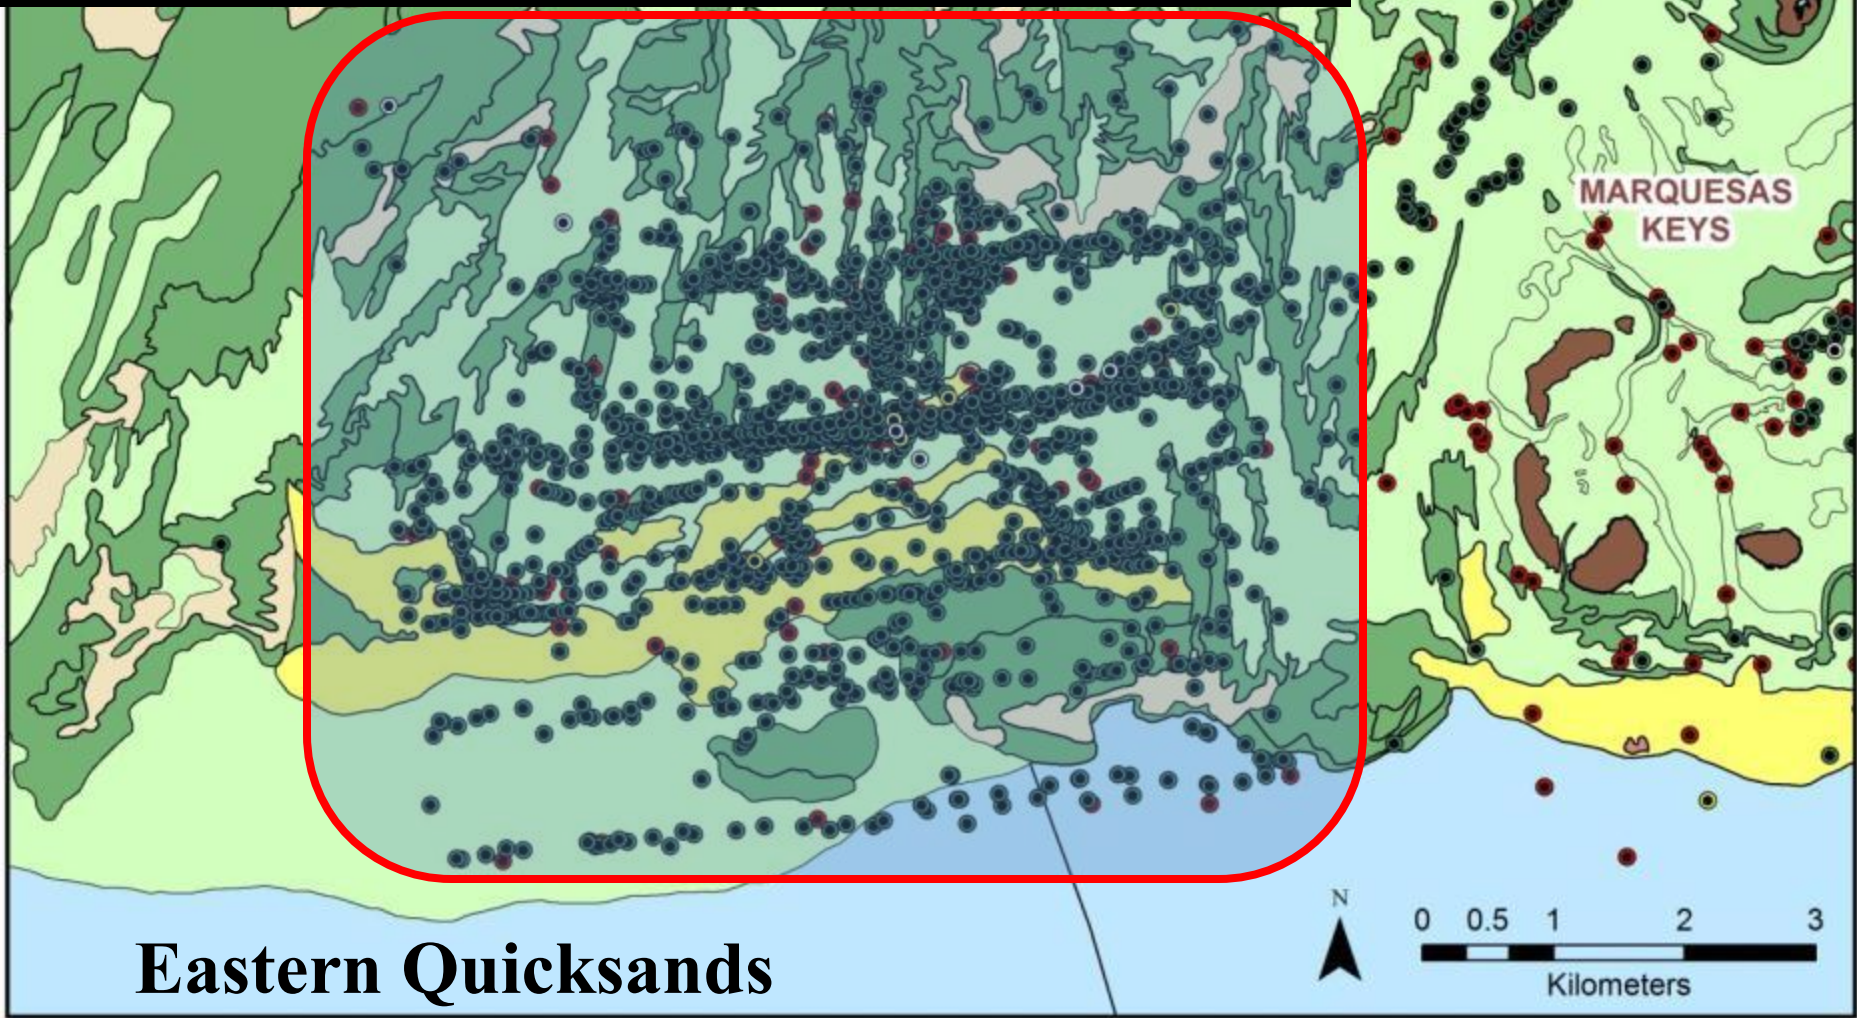 MARQUESAS
KEYS
Eastern Quicksands
N
0 0.5 1 2 3
Kilometers